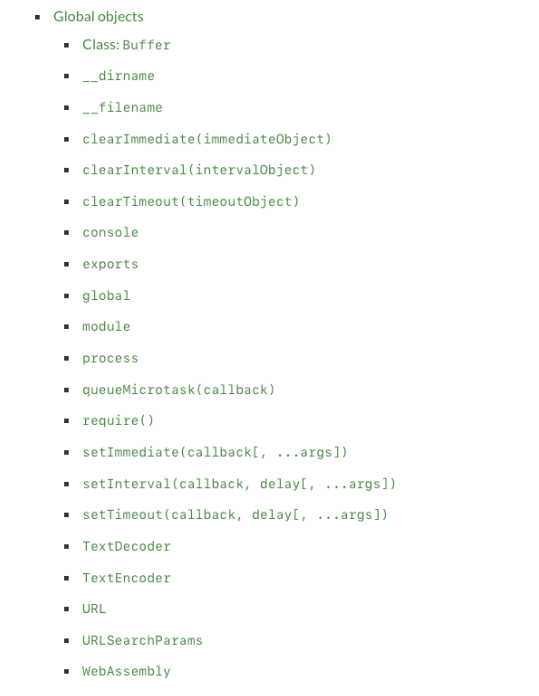 Global objects
Class: Buffer
__dirname
__filename
clearImmediate(immediateObject)
clearInterval(intervalObject)
clearTimeout(timeoutObject)
console
exports
global
module
process
queueMicrotask(callback)
require()
setImmediate(callback[, ...args])
setInterval(callback, delay[, ...args])
setTimeout(callback, delay[, ...args])
TextDecoder
TextEncoder
URL
URLSearchParams
WebAssembly